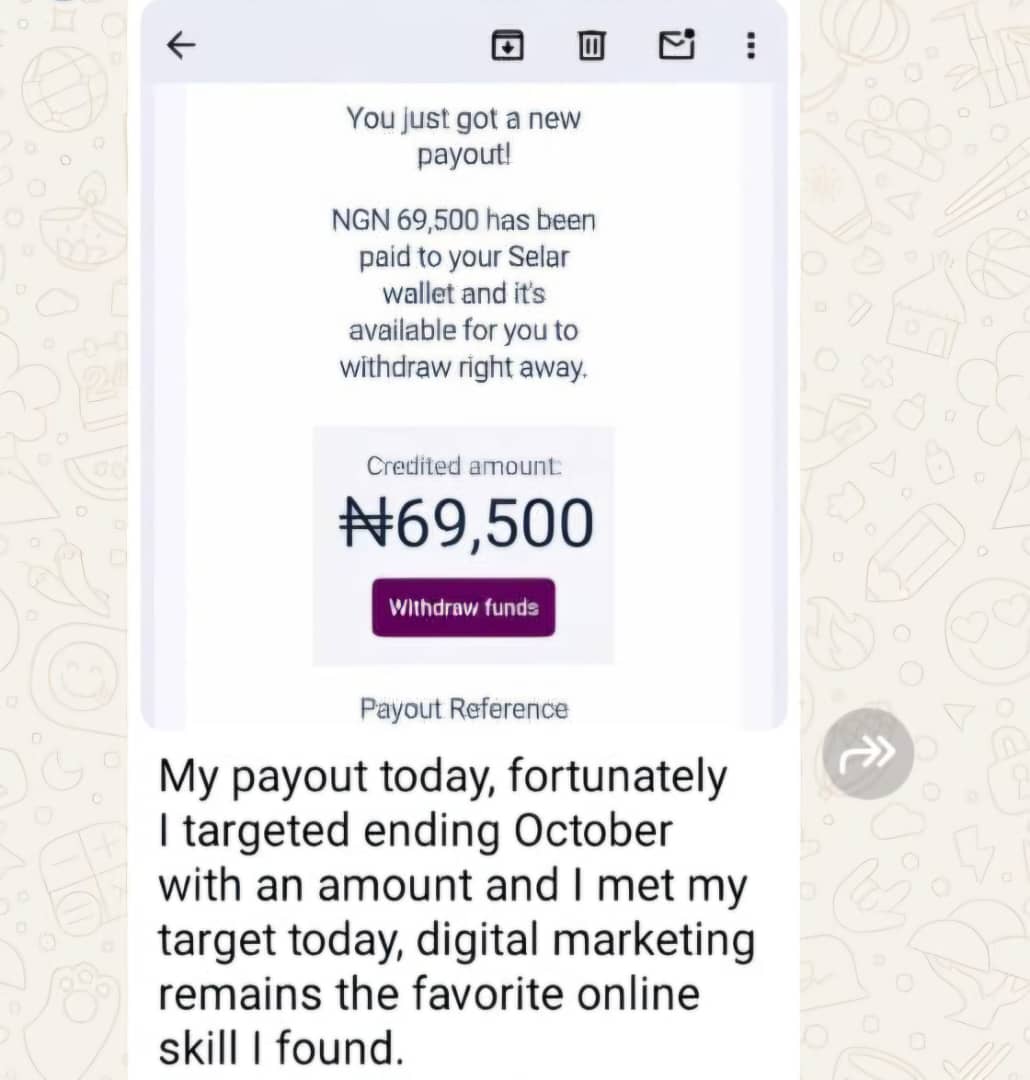 You just got a new
payout!
NGN 69,500 has been
paid to your Selar
wallet and it's
available for you to
withdraw right away.
Credited amount:
₦69,500
Withdraw funds
Payout Reference
My payout today, fortunately
I targeted ending October
with an amount and I met my
target today, digital marketing
remains the favorite online
skill I found.